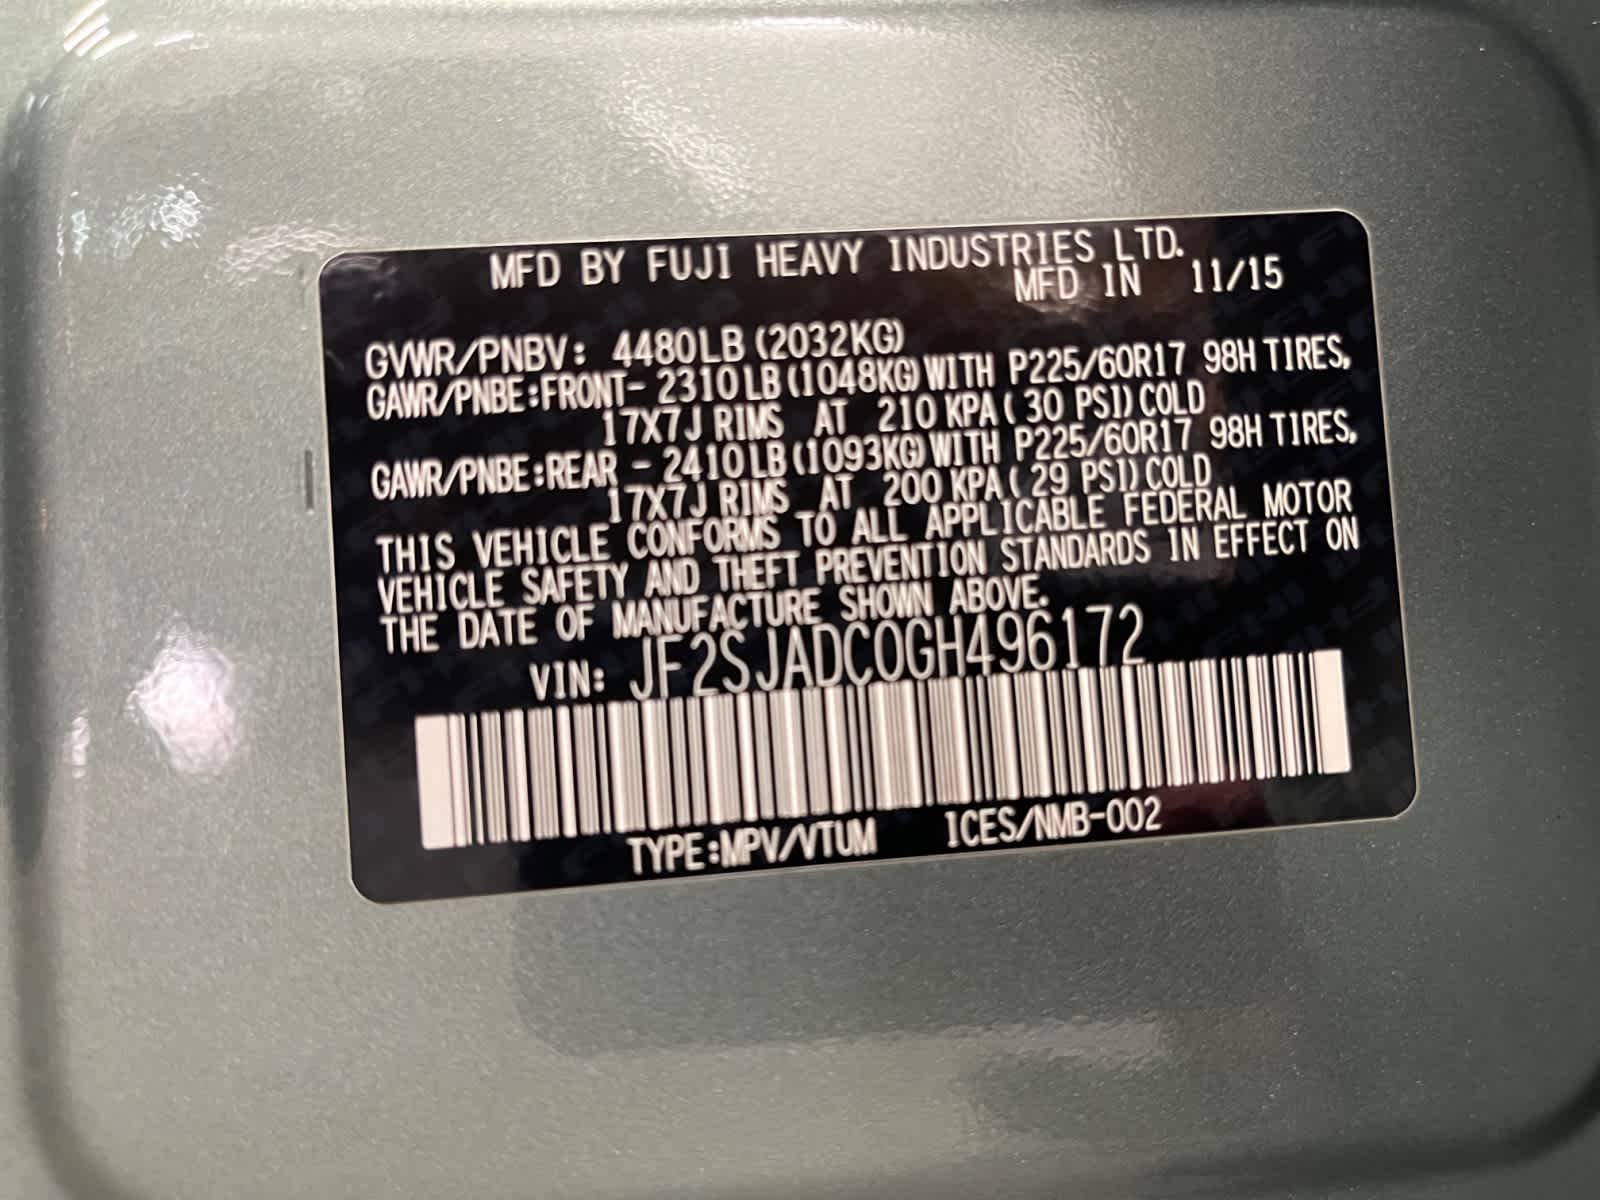 MFD BY FUJI HEAVY INDUSTRIES LTD.
MFD IN 11/15
GVWR/PNBV: 4480LB (2032KG)
GAWR/PNBE:FRONT- 2310LB(1048KG)WITH P225/60R17 98H TIRES,
17X7J RIMS AT 210 KPA( 30 PSI)COLD
GAWR/PNBE:REAR - 2410LB(1093KG)WITH P225/60R17 98H TIRES,
17X7J RIMS AT 200 KPA( 29 PSI)COLD
THIS VEHICLE CONFORMS TO ALL APPLICABLE FEDERAL MOTOR
VEHICLE SAFETY AND THEFT PREVENTION STANDARDS IN EFFECT ON
THE DATE OF MANUFACTURE SHOWN ABOVE.
VIN: JF2SJADC0GH496172
TYPE:MPV/VTUM ICES/NMB-002